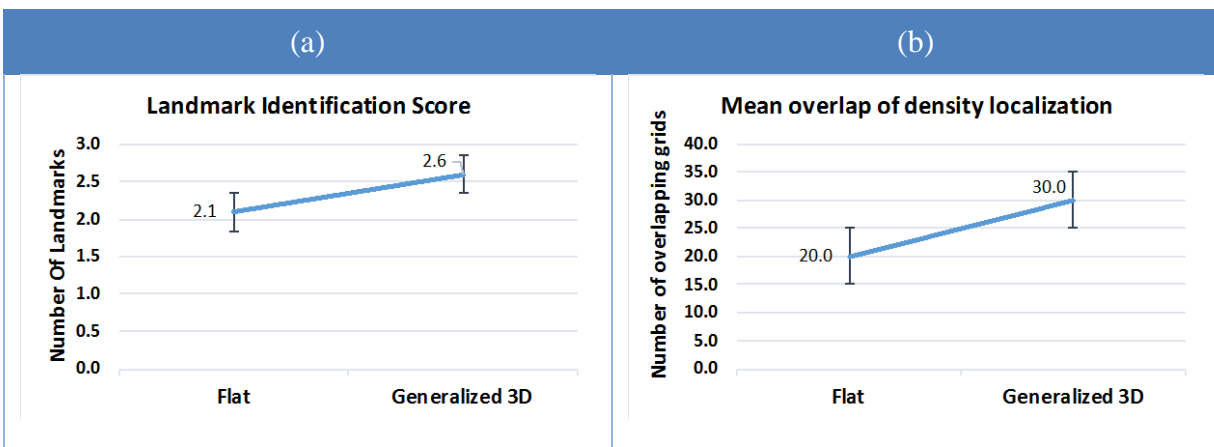 (a)
(b)
Landmark Identification Score
Number Of Landmarks
3.0
2.5
2.0
1.5
1.0
0.5
0.0
2.1
2.6
Flat
Generalized 3D
Mean overlap of density localization
Number of overlapping grids
40.0
35.0
30.0
25.0
20.0
15.0
10.0
5.0
0.0
20.0
30.0
Flat
Generalized 3D